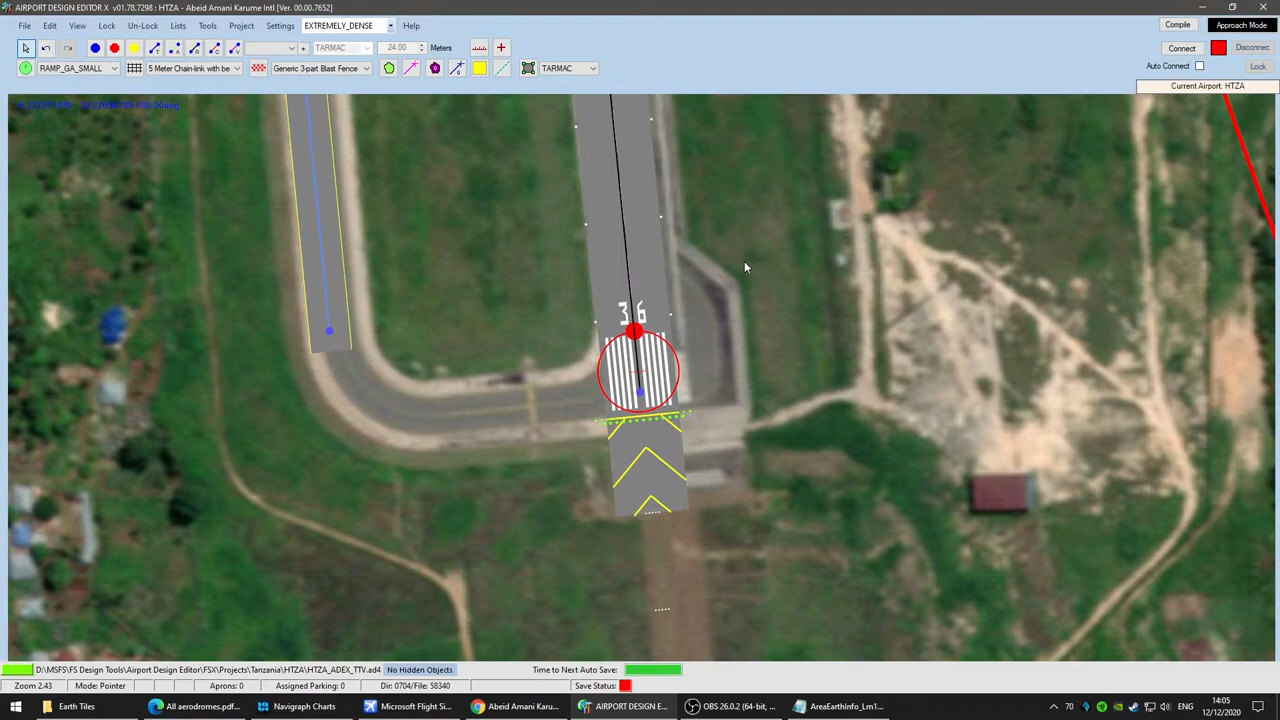 AIRPORT DESIGN EDITOR X v01.78.7298 : HTZA - Abeid Amani Karume Intl [Ver. 00.00.7652]
File Edit View Lock Un-Lock Lists Tools Project Settings EXTREMELY_DENSE Help
Compile Approach Mode
TARMAC 24.00 Meters
Connect Disconnec
RAMP_GA_SMALL 5 Meter Chain-link with be Generic 3-part Blast Fence TARMAC
Auto Connect Lock
Current Airport: HTZA
36
D:\MSFS\FS Design Tools\Airport Design Editor\FSX\Projects\Tanzania\HTZA\HTZA_ADEX_TTV.ad4 No Hidden Objects Time to Next Auto Save:
Zoom 2.43 Mode: Pointer Aprons: 0 Assigned Parking: 0 Dir: 0704/File: 58340 Save Status:
Earth Tiles All aerodromes.pdf... Navigraph Charts Microsoft Flight Si... Abeid Amani Karu... AIRPORT DESIGN E... OBS 26.0.2 (64-bit, ... AreaEarthInfo_Lm1... 70 14:05
12/12/2020